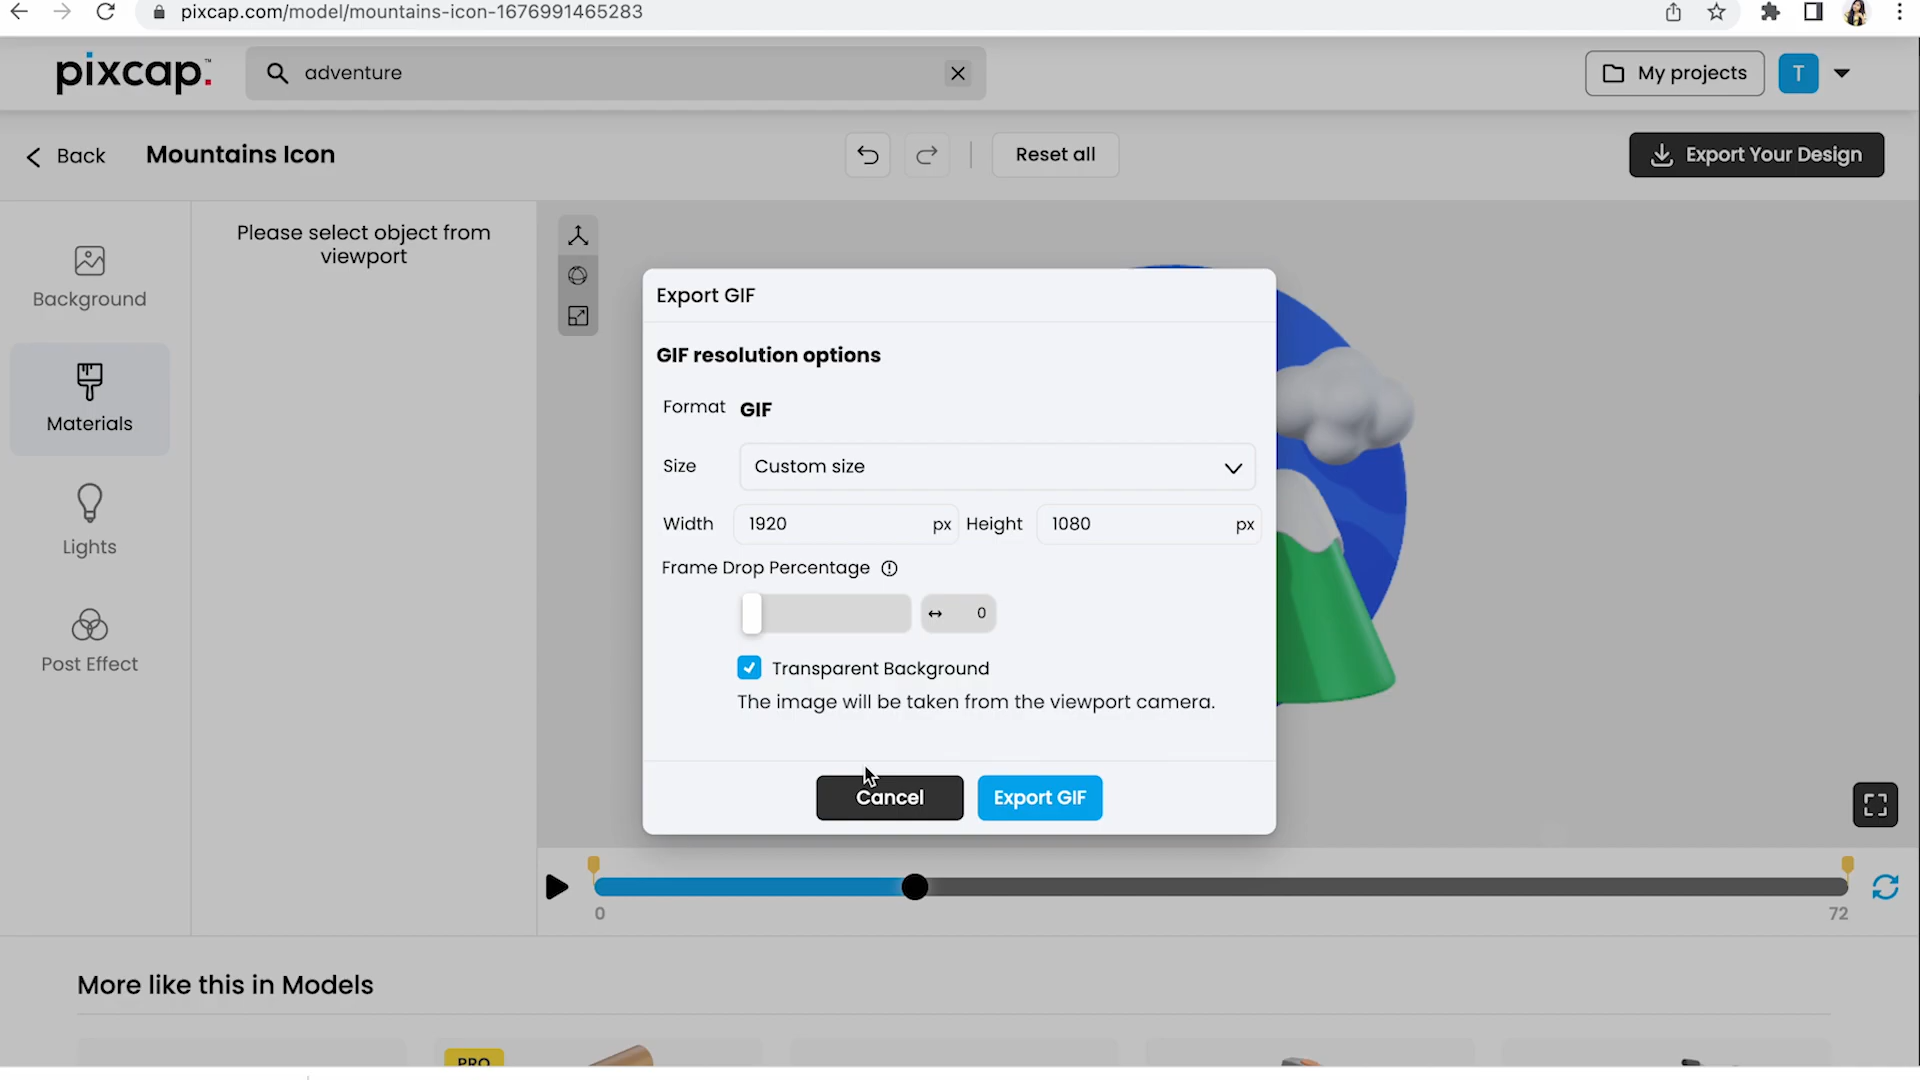 pixcap.com/model/mountains-icon-1676991465283
pixcap.™
adventure
My projects
T
Back
Mountains Icon
Reset all
Export Your Design
Please select object from
viewport
Background
Materials
Lights
Post Effect
Export GIF
GIF resolution options
Format GIF
Size Custom size
Width 1920 px Height 1080 px
Frame Drop Percentage
0
Transparent Background
The image will be taken from the viewport camera.
Cancel
Export GIF
0
72
More like this in Models
PRO